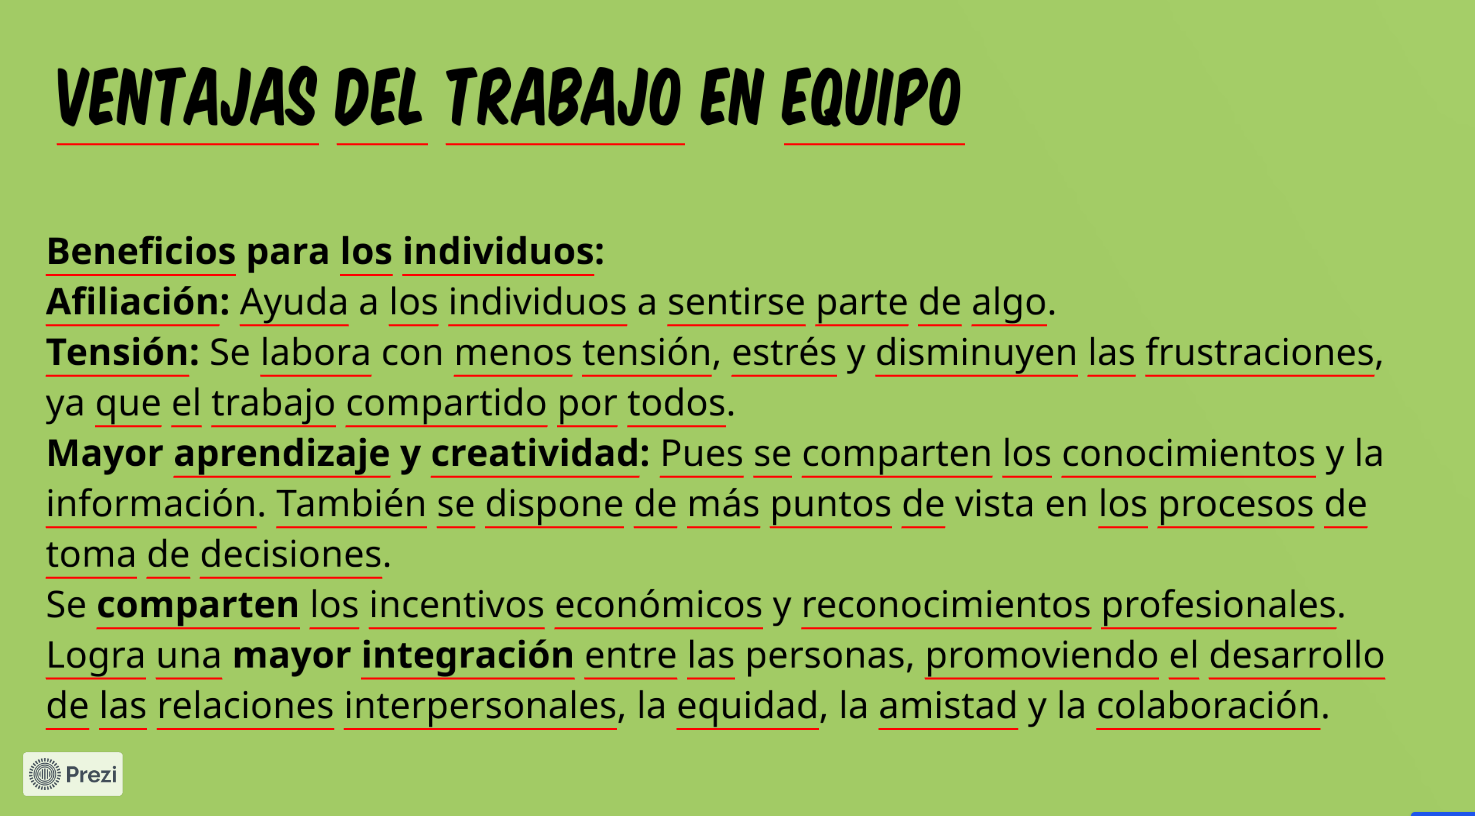 VENTAJAS DEL TRABAJO EN EQUIPO
Beneficios para los individuos:
Afiliación: Ayuda a los individuos a sentirse parte de algo.
Tensión: Se labora con menos tensión, estrés y disminuyen las frustraciones,
ya que el trabajo compartido por todos.
Mayor aprendizaje y creatividad: Pues se comparten los conocimientos y la
información. También se dispone de más puntos de vista en los procesos de
toma de decisiones.
Se comparten los incentivos económicos y reconocimientos profesionales.
Logra una mayor integración entre las personas, promoviendo el desarrollo
de las relaciones interpersonales, la equidad, la amistad y la colaboración.
Prezi